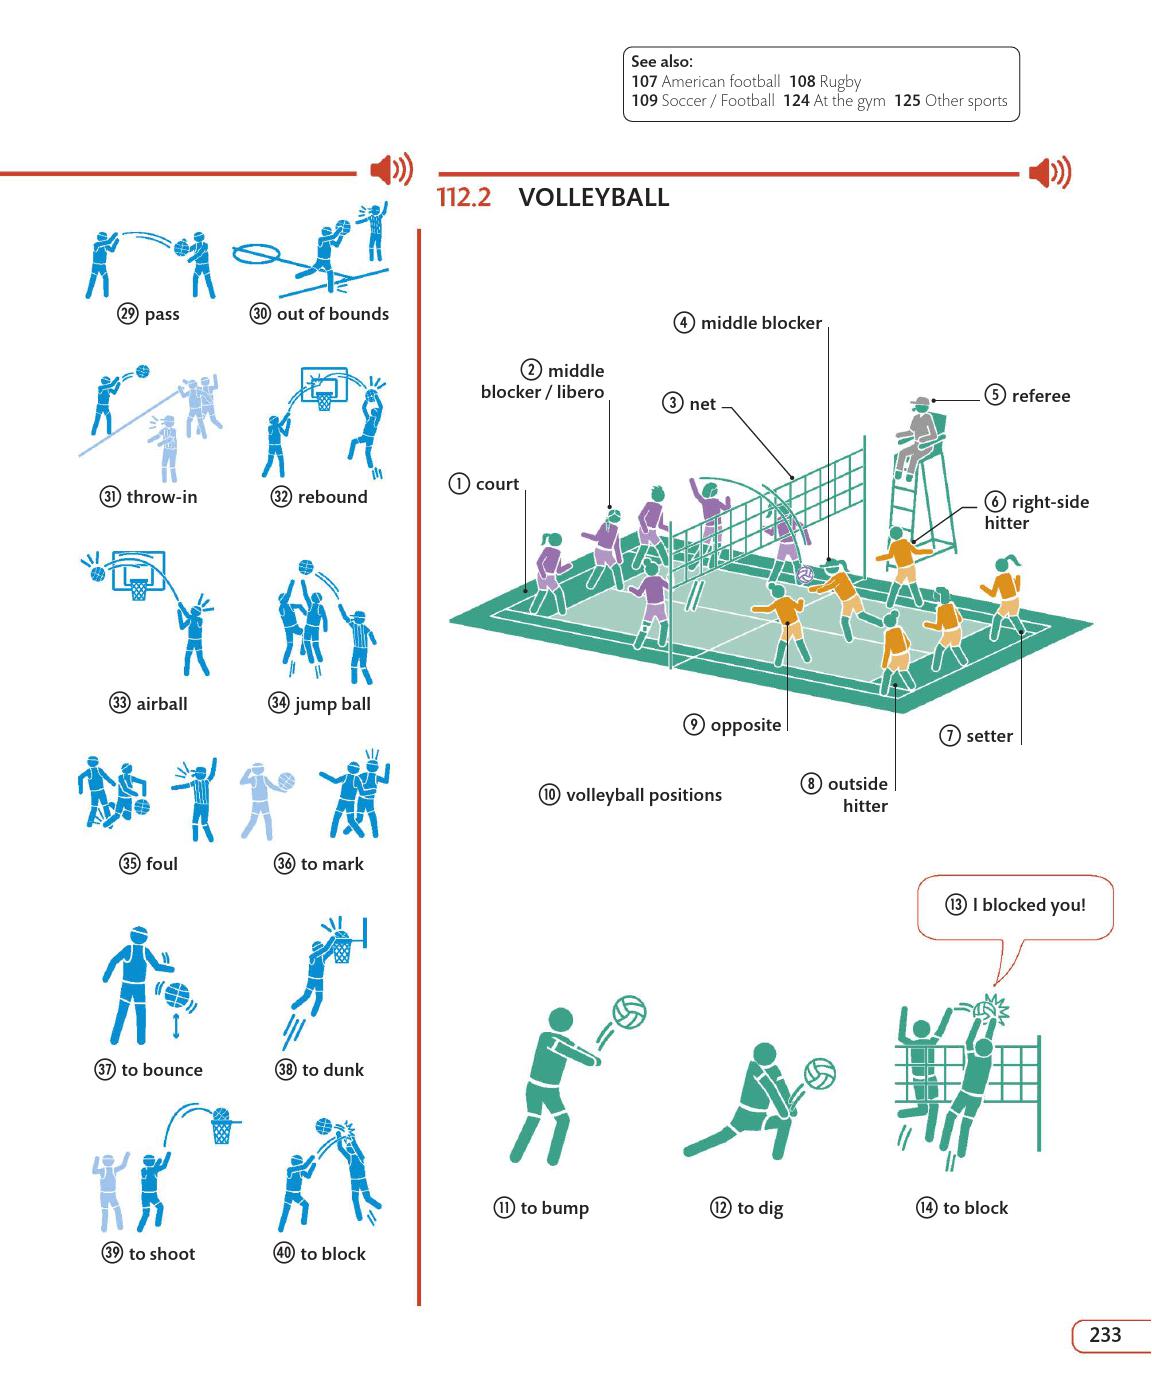 See also:
107 American football 108 Rugby
109 Soccer / Football 124 At the gym 125 Other sports
29 pass
30 out of bounds
31 throw-in
32 rebound
33 airball
34 jump ball
35 foul
36 to mark
37 to bounce
38 to dunk
39 to shoot
40 to block
112.2 VOLLEYBALL
1 court
2 middle
blocker / libero
3 net
4 middle blocker
5 referee
6 right-side
hitter
7 setter
8 outside
hitter
9 opposite
10 volleyball positions
11 to bump
12 to dig
13 I blocked you!
14 to block
233